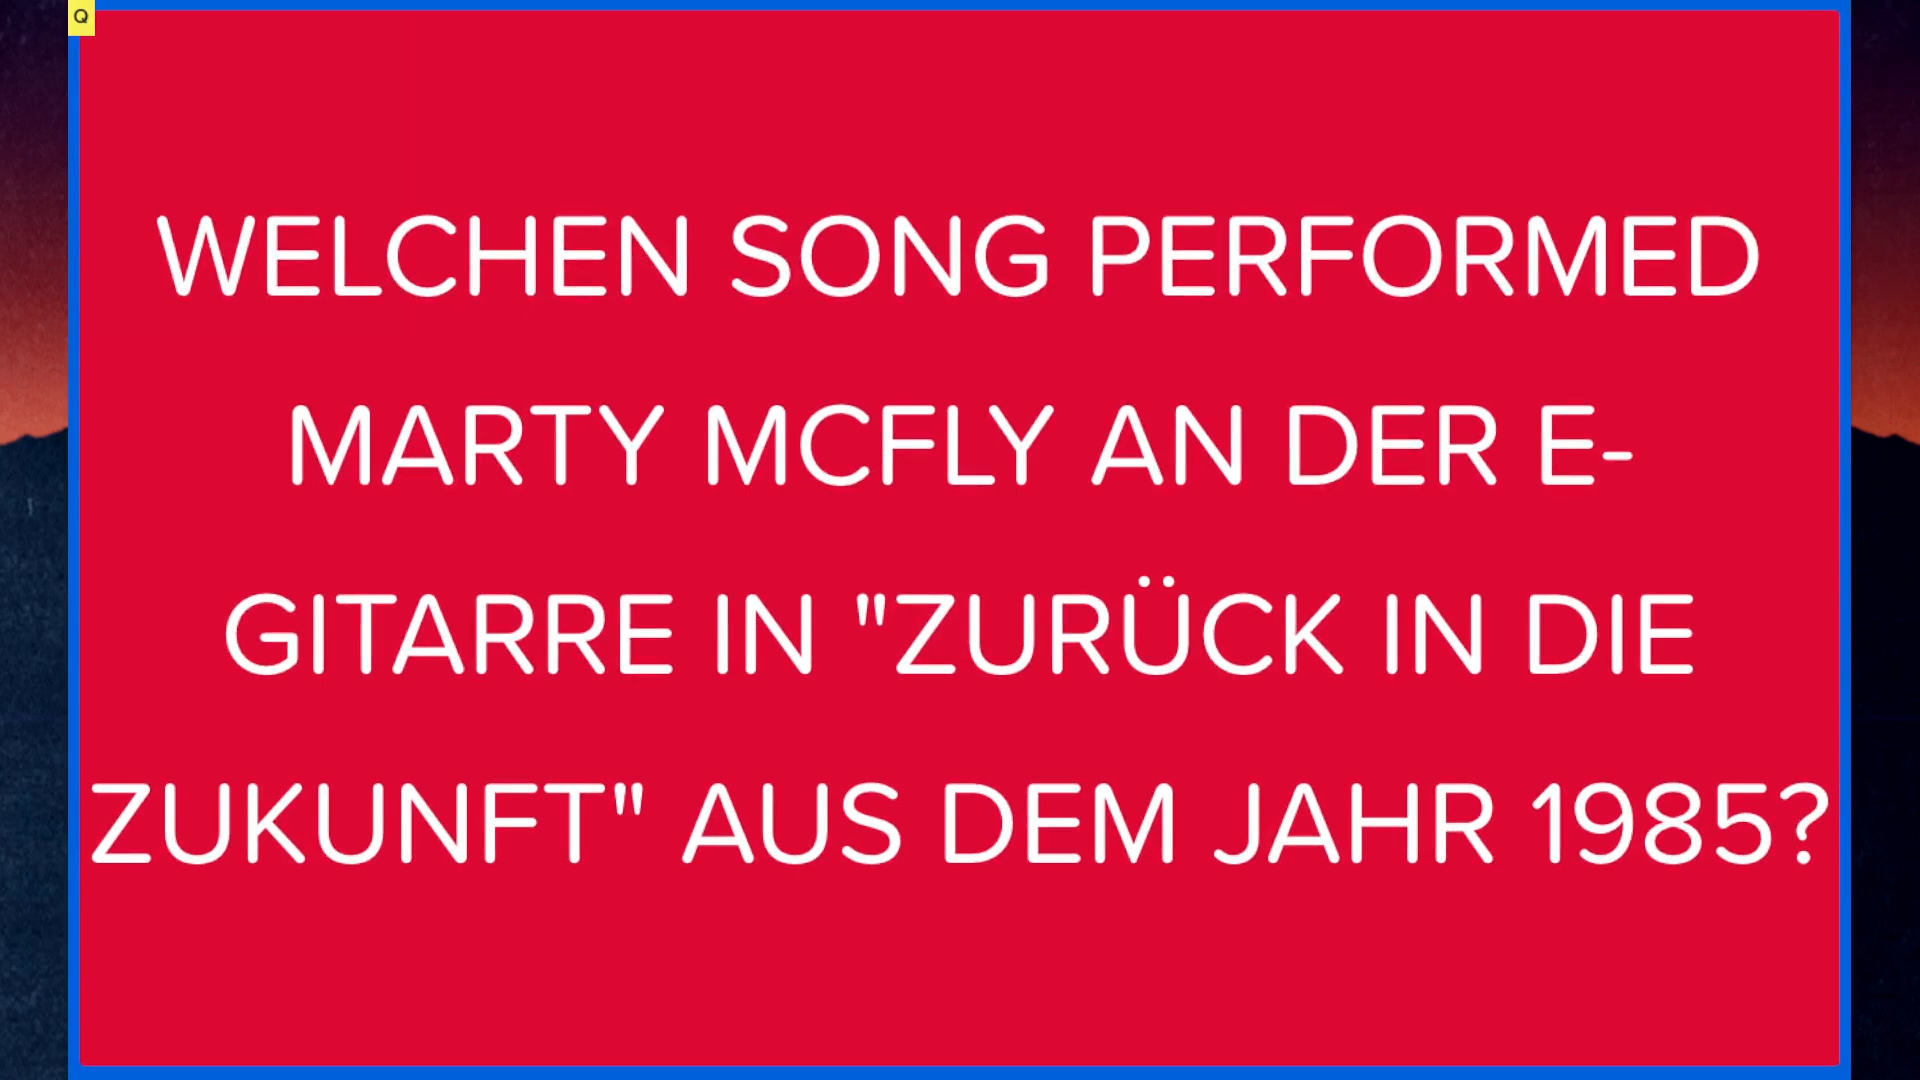 Q
WELCHEN SONG PERFORMED
MARTY MCFLY AN DER E-
GITARRE IN "ZURÜCK IN DIE
ZUKUNFT" AUS DEM JAHR 1985?